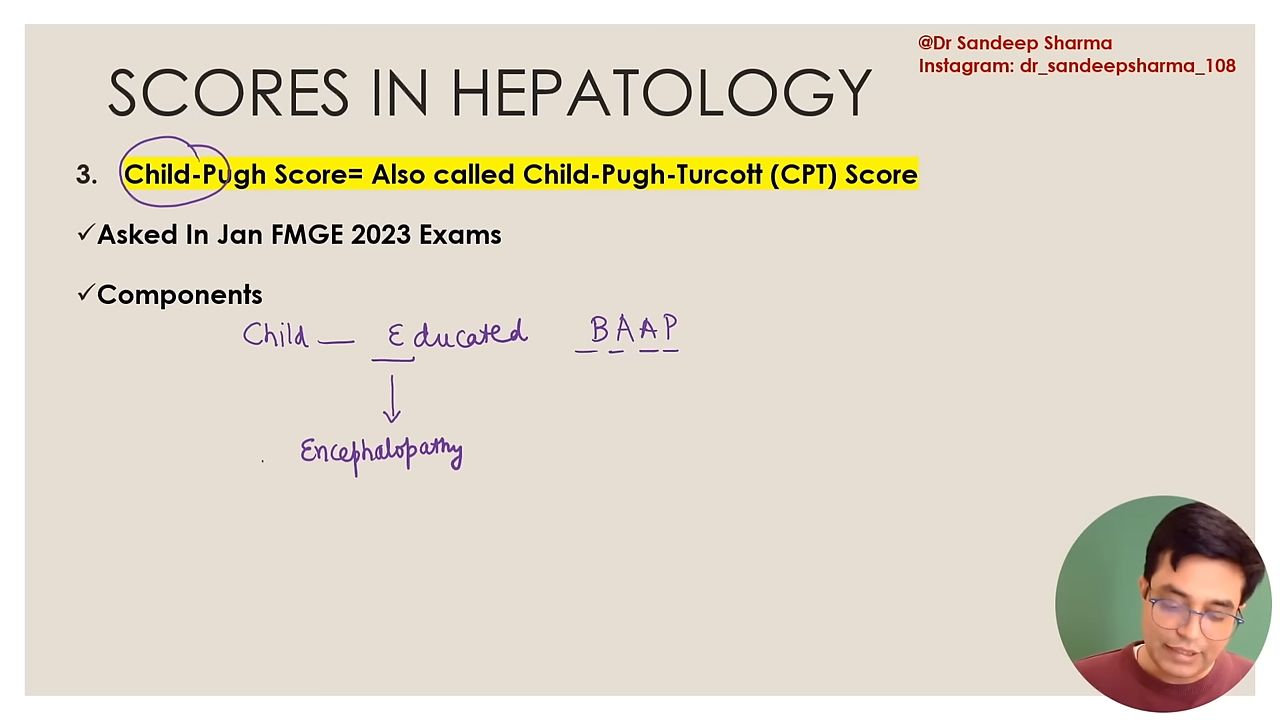 @Dr Sandeep Sharma
Instagram: dr_sandeepsharma_108
SCORES IN HEPATOLOGY
3. Child-Pugh Score= Also called Child-Pugh-Turcott (CPT) Score
✓Asked In Jan FMGE 2023 Exams
✓Components
Child — Educated BAAP
Encephalopathy